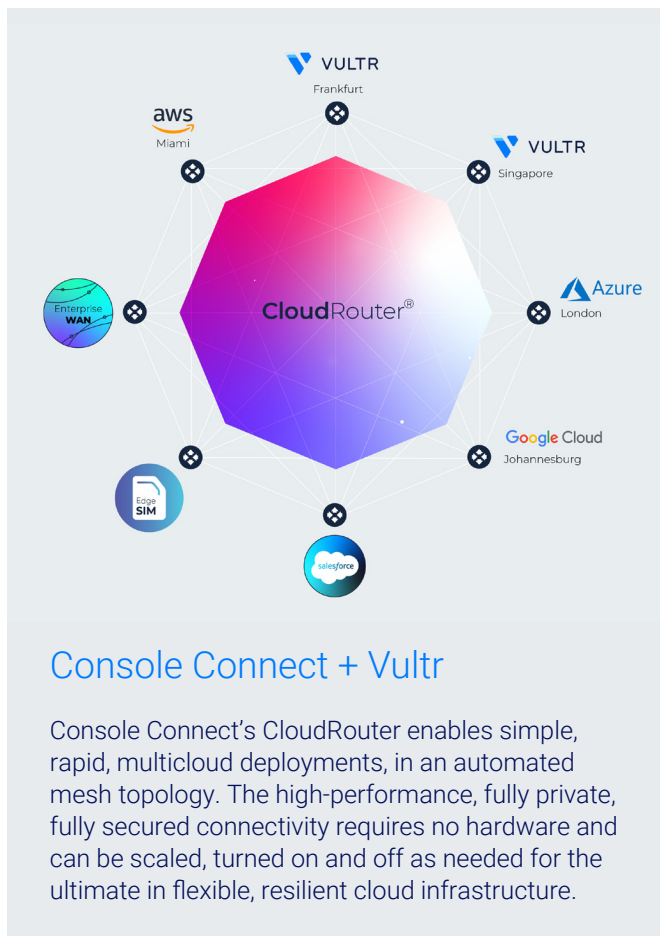 VULTR
Frankfurt
aws
Miami
VULTR
Singapore
Enterprise
WAN
CloudRouter®
Azure
London
Google Cloud
Johannesburg
Edge
SIM
salesforce
Console Connect + Vultr
Console Connect’s CloudRouter enables simple,
rapid, multicloud deployments, in an automated
mesh topology. The high-performance, fully private,
fully secured connectivity requires no hardware and
can be scaled, turned on and off as needed for the
ultimate in flexible, resilient cloud infrastructure.